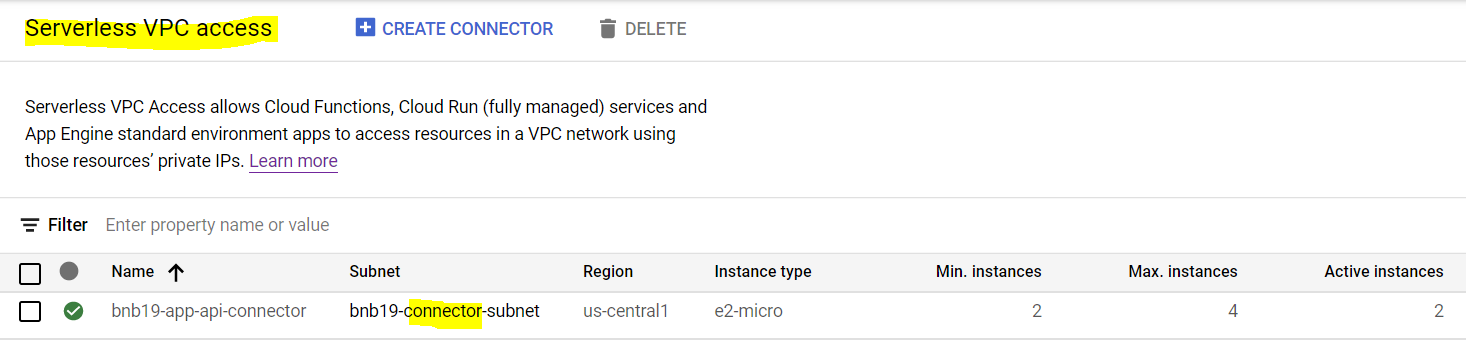 Serverless VPC access CREATE CONNECTOR DELETE
Serverless VPC Access allows Cloud Functions, Cloud Run (fully managed) services and
App Engine standard environment apps to access resources in a VPC network using
those resources’ private IPs. Learn more
Filter Enter property name or value
Name Subnet Region Instance type Min. instances Max. instances Active instances
bnb19-app-api-connector bnb19-connector-subnet us-central1 e2-micro 2 4 2